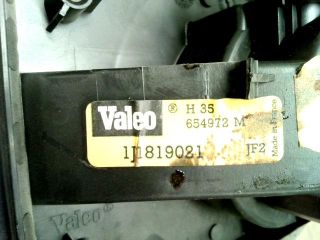 Valeo ® H 35
654972 M
1J1819021 JF2
Made in France
Valeo